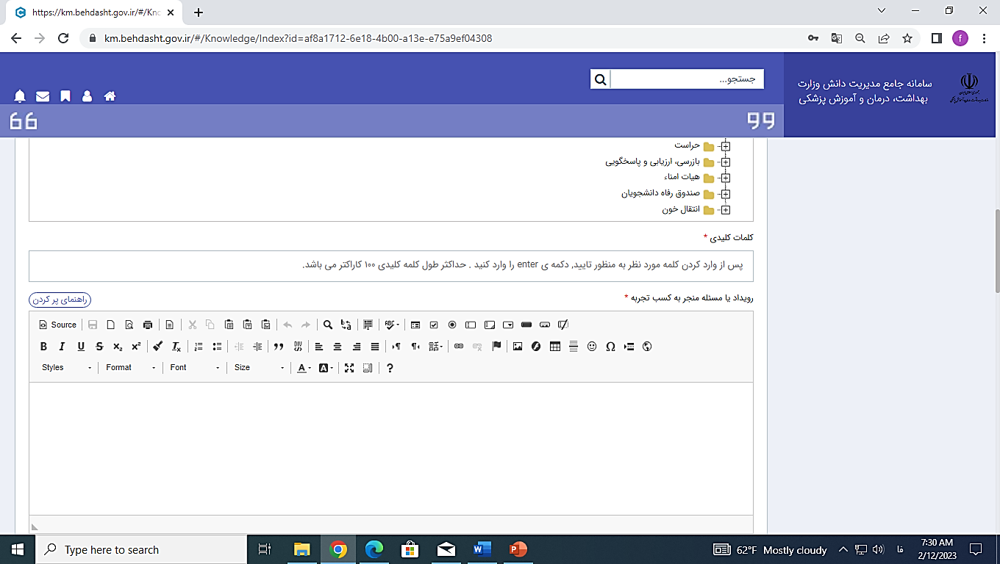 https://km.behdasht.gov.ir/#/Kno
km.behdasht.gov.ir/#/Knowledge/Index?id=af8a1712-6e18-4b00-a13e-e75a9ef04308
f
سامانه جامع مدیریت دانش وزارت
بهداشت، درمان و آموزش پزشکی
جستجو...
حراست
بازرسی، ارزیابی و پاسخگویی
هیات امناء
صندوق رفاه دانشجویان
انتقال خون
کلمات کلیدی *
پس از وارد کردن کلمه مورد نظر به منظور تایید, دکمه ی enter را وارد کنید . حداکثر طول کلمه کلیدی ۱۰۰ کاراکتر می باشد.
رویداد یا مسئله منجر به کسب تجربه *
راهنمای پر کردن
Source
Styles Format Font Size
Type here to search
62°F Mostly cloudy
فا
7:30 AM
2/12/2023